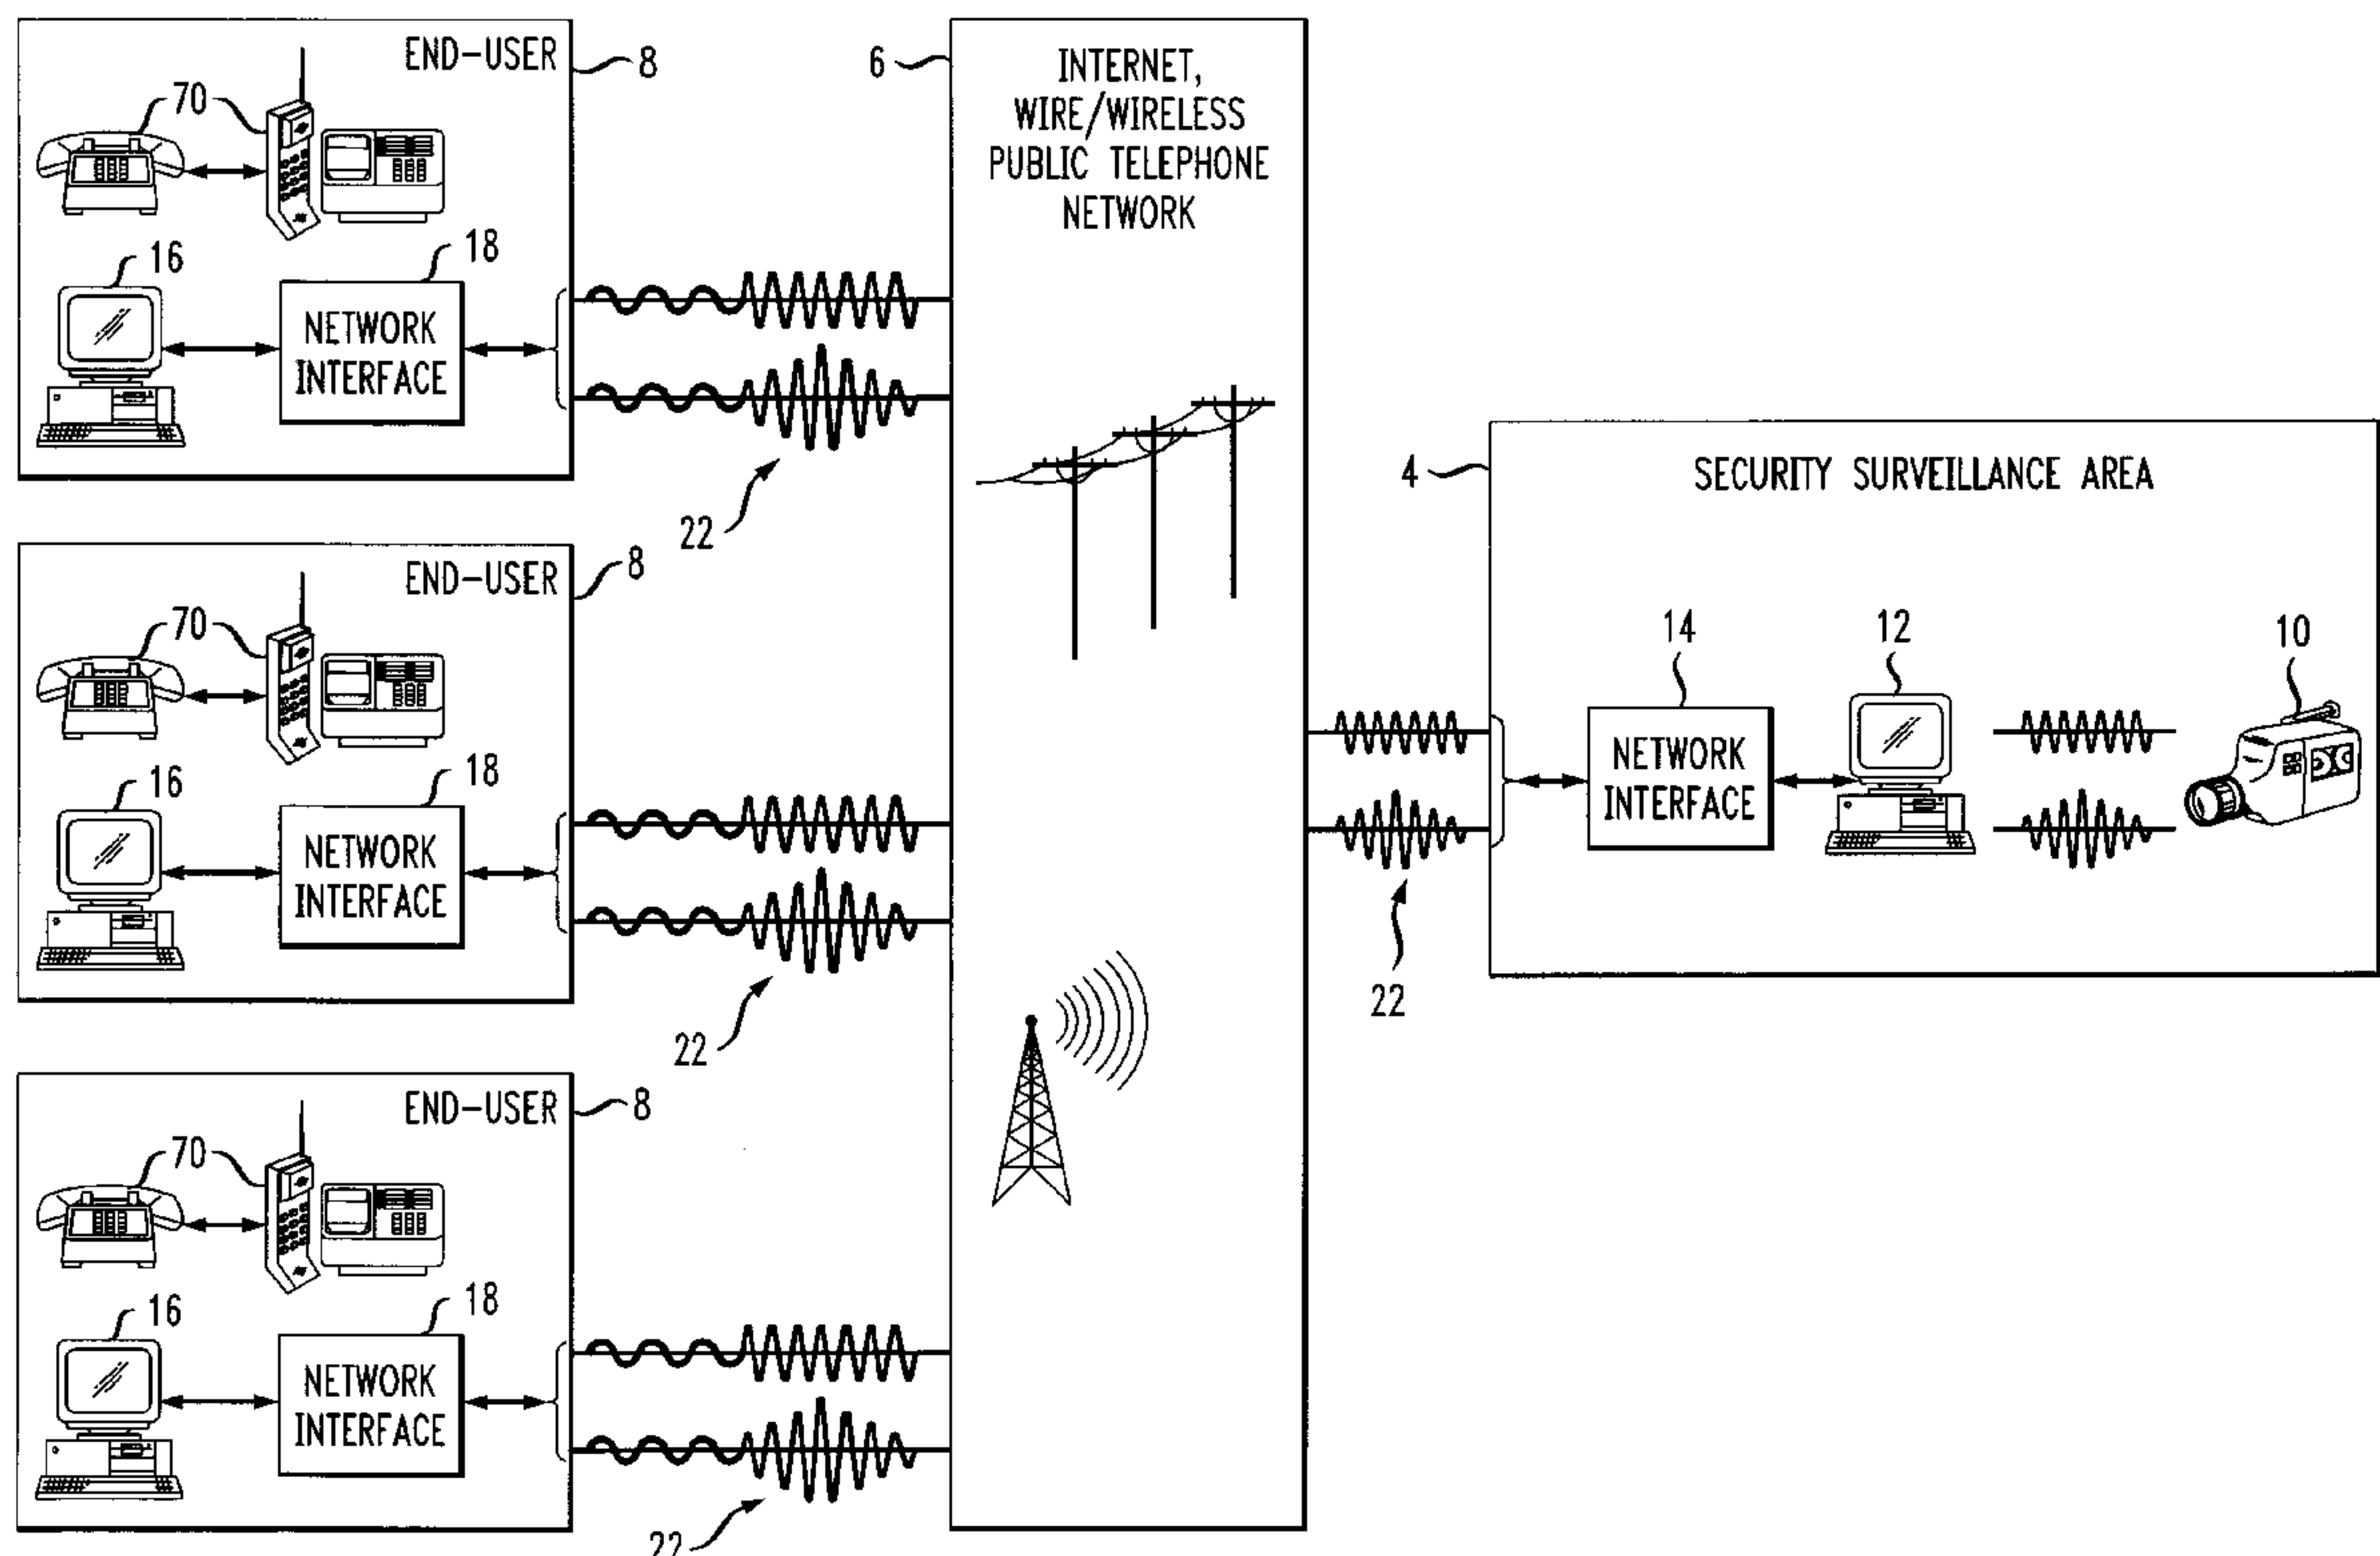 END-USER
8
70
16
18
NETWORK
INTERFACE
22
END-USER
8
70
16
18
NETWORK
INTERFACE
22
END-USER
8
70
16
18
NETWORK
INTERFACE
22
6
INTERNET,
WIRE/WIRELESS
PUBLIC TELEPHONE
NETWORK
4
SECURITY SURVEILLANCE AREA
14
12
10
NETWORK
INTERFACE
22